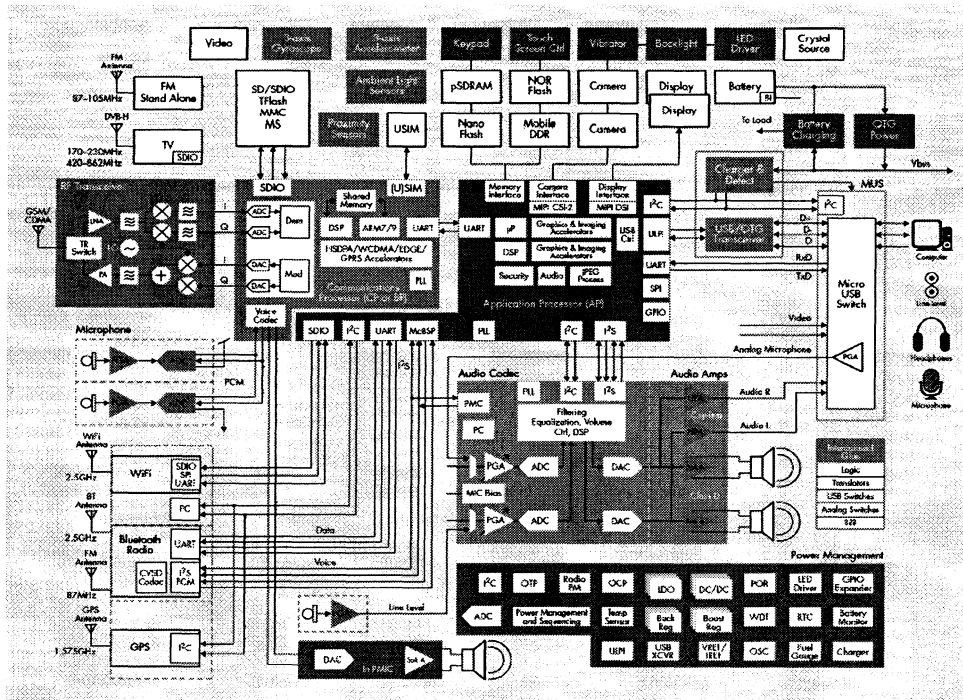 Video
3-axis
Gyroscope
3-axis
Accelerometer
Keypad
Touch
Screen Ctrl
Vibrator
Backlight
LED
Driver
Crystal
Source
FM
Antenna
87–105MHz
FM
Stand Alone
SD/SDIO
TFlash
MMC
MS
Ambient Light
Sensors
pSDRAM
NOR
Flash
Camera
Display
Battery
BI
Display
DVB-H
170–230MHz
420–862MHz
TV
SDIO
Proximity
Sensors
USIM
Nano
Flash
Mobile
DDR
Camera
To Load
Battery
Charging
OTG
Power
Vbus
RF Transceiver
GSM/
CDMA
LNA
TR
Switch
PA
I
Q
I
Q
SDIO
(U)SIM
ADC
ADC
DAC
DAC
Dem
Mod
Shared
Memory
DSP
ARM7/9
HSDPA/WCDMA/EDGE/
GPRS Accelerators
PLL
Communications
Processor (CP or BP)
Voice
Codec
Memory
Interface
Camera
Interface
MIPI CSI-2
Display
Interface
MIPI DSI
UART
µP
Graphics & Imaging
Accelerators
DSP
Graphics & Imaging
Accelerators
Security
Audio
JPEG
Process
USB
Ctrl
I²C
ULPI
UART
SPI
GPIO
Application Processor (AP)
Charger &
Detect
USB/OTG
Transceiver
MUS
I²C
D+
D-
D
RxD
TxD
Micro
USB
Switch
Video
Analog Microphone
PGA
Computer
Line Level
Headphones
Microphone
SDIO
I²C
UART
McBSP
PLL
I²C
I²S
Microphone
PCM
I²S
Audio Codec
Audio Amps
PMC
PLL
I²C
I²S
Filtering
Equalization, Volume
Ctrl, DSP
PC
PGA
ADC
DAC
MIC Bias
PGA
ADC
DAC
Audio R
Audio L
Class D
Logic
Translators
USB Switches
Analog Switches
WiFi
Antenna
2.5GHz
WiFi
SDIO
SPI
UART
BT
Antenna
2.5GHz
PC
Bluetooth
Radio
UART
CVSD
Codec
I²S
PCM
FM
Antenna
87MHz
Data
Voice
GPS
Antenna
1.575GHz
GPS
I²C
Line Level
DAC
Spk A
In PMIC
Power Management
I²C
OTP
Radio
FM
OCP
LDO
DC/DC
POR
LED
Driver
GPIO
Expander
ADC
Power Management
and Sequencing
Temp
Sensor
Buck
Reg
Boost
Reg
WDT
RTC
Battery
Monitor
USB
XCVR
VREF/
IREF
OSC
Fuel
Gauge
Charger